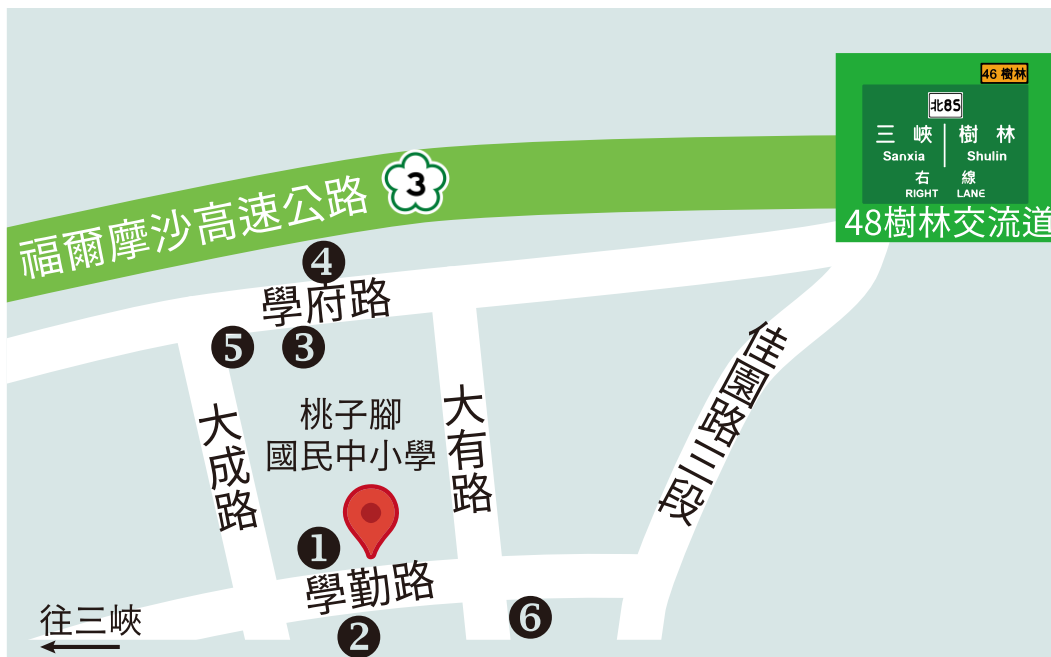 46 樹林
北85
三峽 樹林
Sanxia Shulin
右線
RIGHT LANE
48樹林交流道
福爾摩沙高速公路 3
4
學府路
5 3
佳園路三段
大成路
桃子腳
國民中小學
大有路
1
學勤路
2
6
往三峽